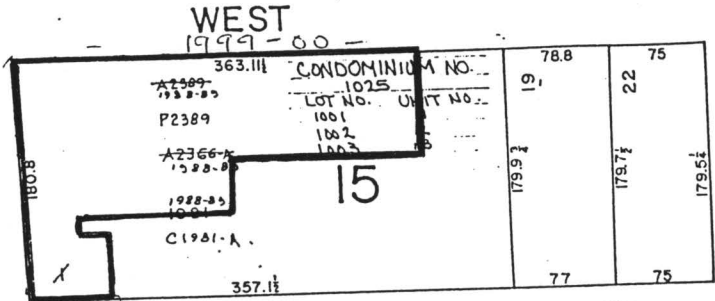 WEST
- 1999-00 -
363.11½
CONDOMINIUM NO.
1025
LOT NO. UNIT NO.
1001
1002
1003
A2389
1988-89
P2389
A2366-A
1988-89
180.8
15
1988-89
1001
C1981-A.
X
357.1½
78.8
75
19
22
179.9¾
179.7½
179.5½
77
75